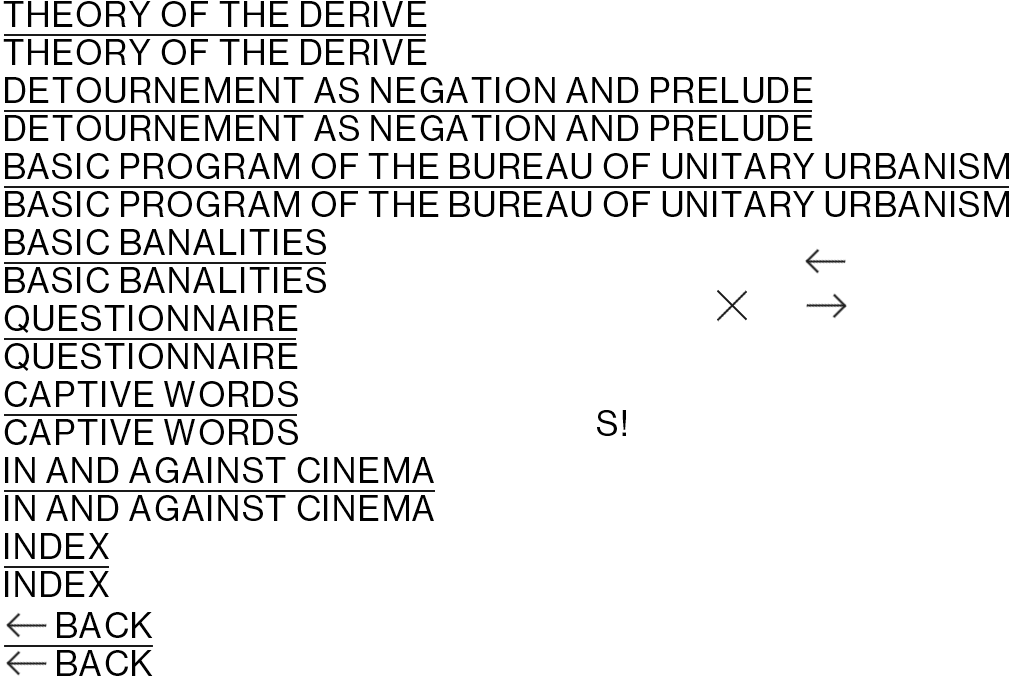 THEORY OF THE DERIVE
THEORY OF THE DERIVE
DETOURNEMENT AS NEGATION AND PRELUDE
DETOURNEMENT AS NEGATION AND PRELUDE
BASIC PROGRAM OF THE BUREAU OF UNITARY URBANISM
BASIC PROGRAM OF THE BUREAU OF UNITARY URBANISM
BASIC BANALITIES
←
BASIC BANALITIES
× →
QUESTIONNAIRE
QUESTIONNAIRE
CAPTIVE WORDS
S!
CAPTIVE WORDS
IN AND AGAINST CINEMA
IN AND AGAINST CINEMA
INDEX
INDEX
← BACK
← BACK